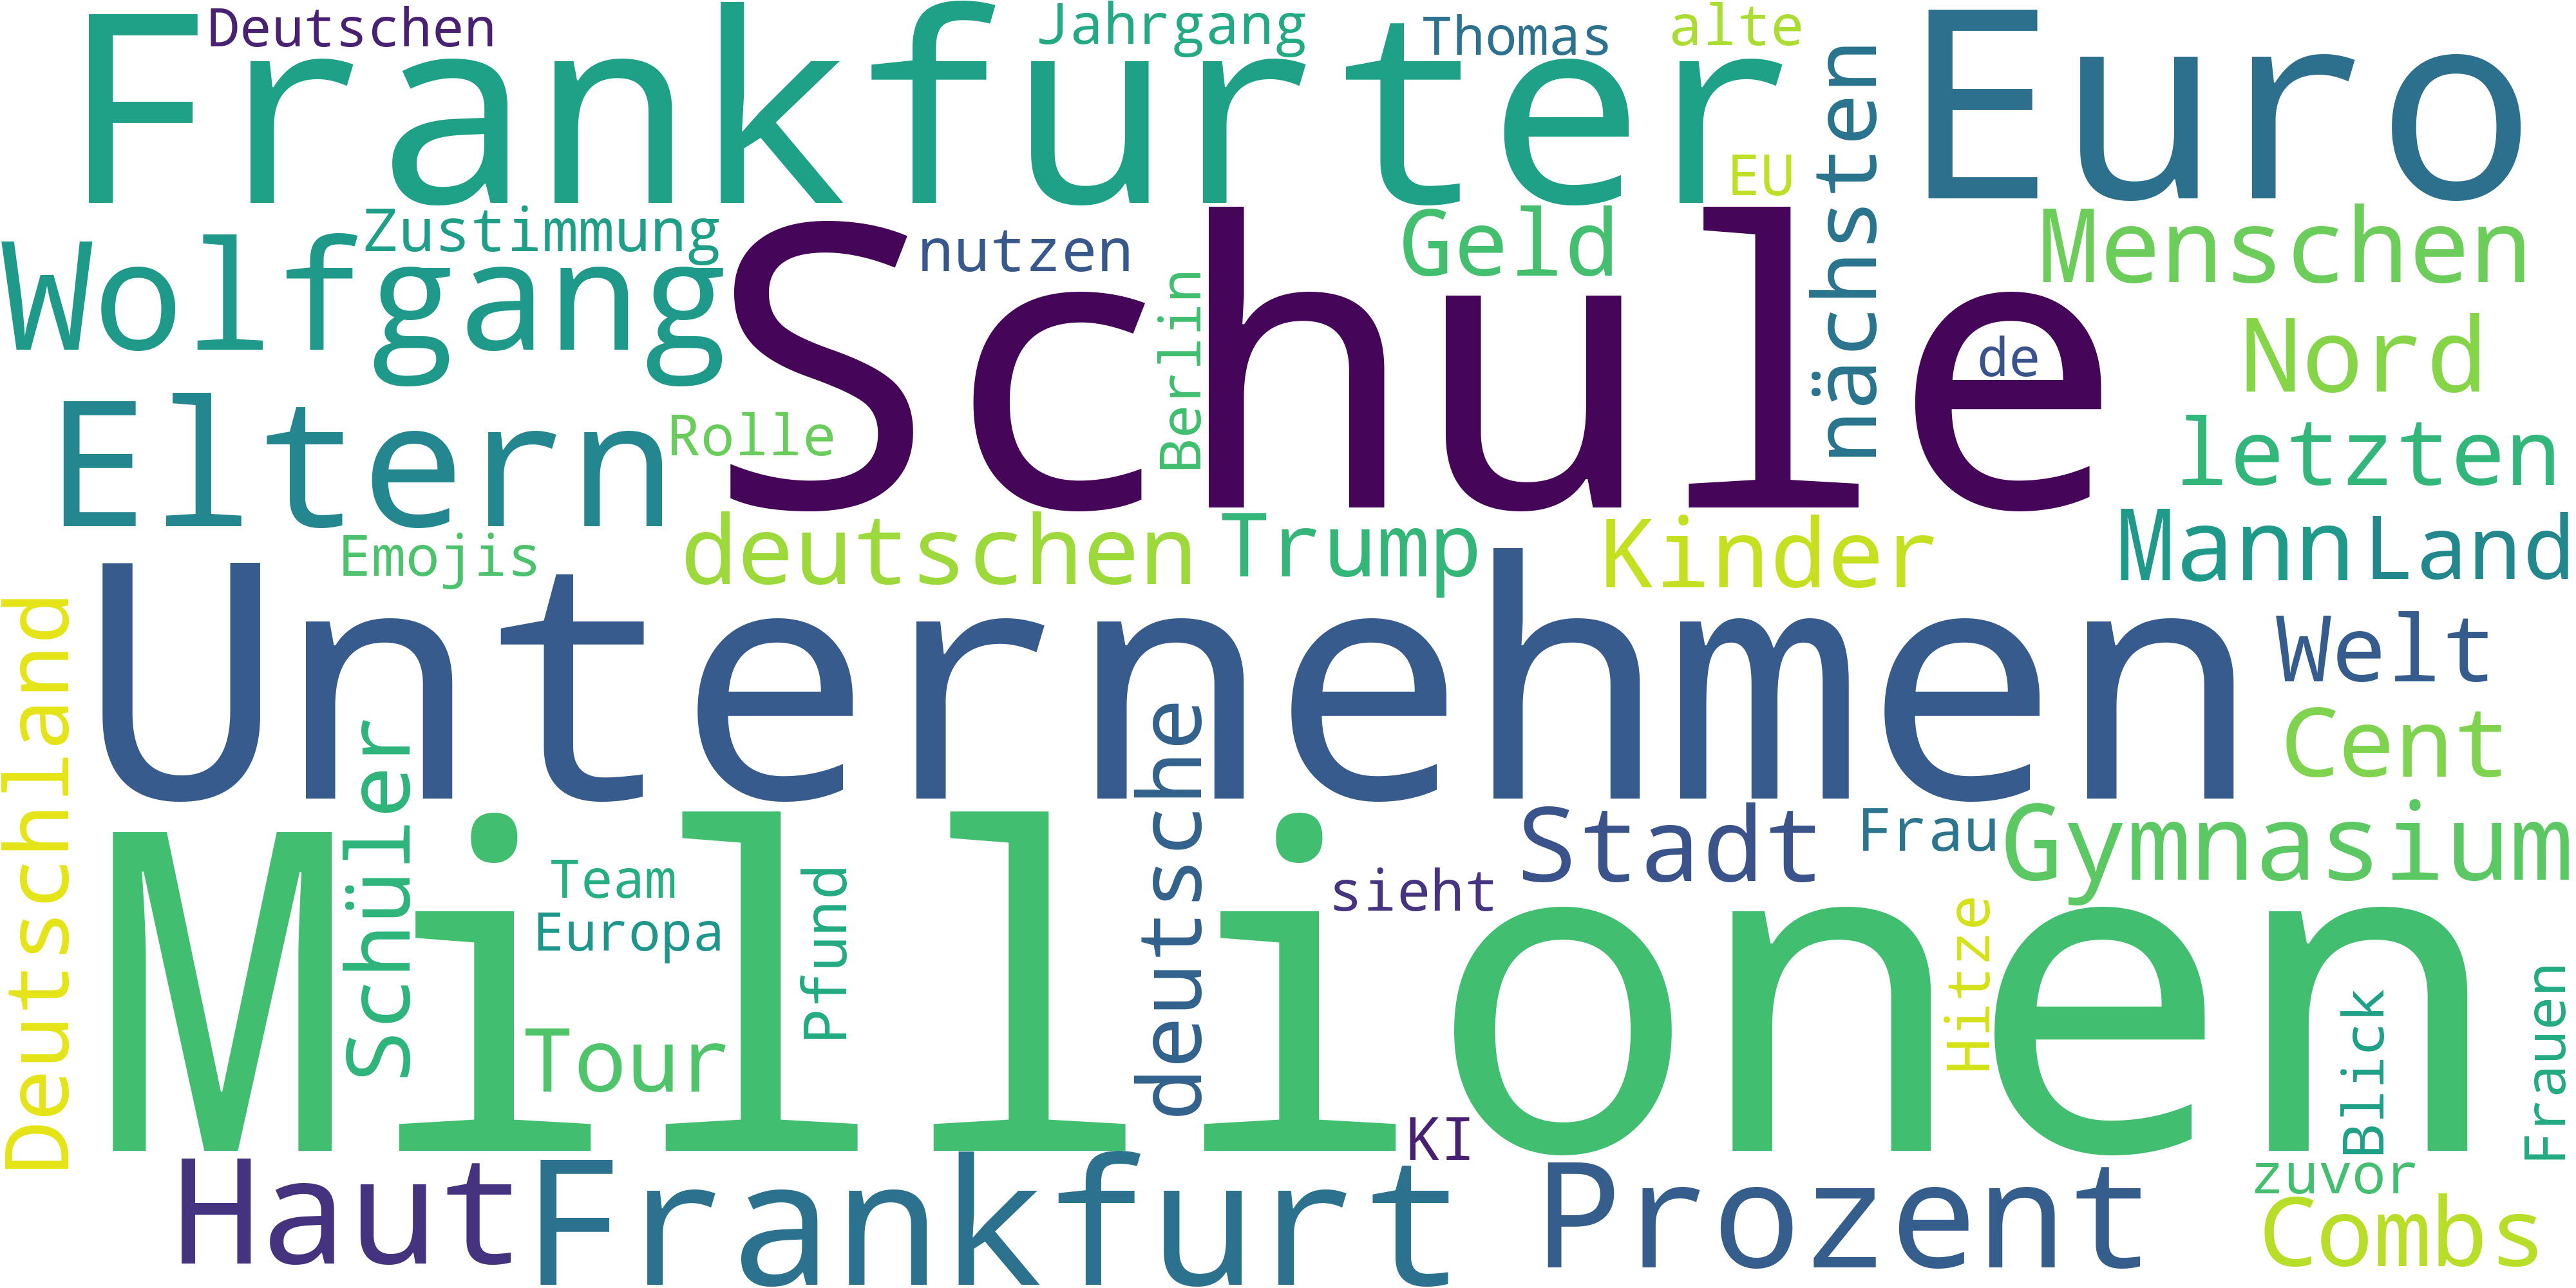 Deutschen
Jahrgang
Thomas
alte
Frankfurter
Euro
nächsten
EU
Zustimmung
Wolfgang
nutzen
Geld
Menschen
Schule
Berlin
de
Nord
Eltern
Rolle
letzten
Emojis
deutschen
Trump
Kinder
Mann
Land
Unternehmen
Welt
Deutschland
Schüler
deutsche
Cent
Stadt
Frau
Gymnasium
Millionen
Team
Europa
Pfund
sieht
Hitze
Tour
Blick
Frauen
KI
Haut
Frankfurt
Prozent
zuvor
Combs